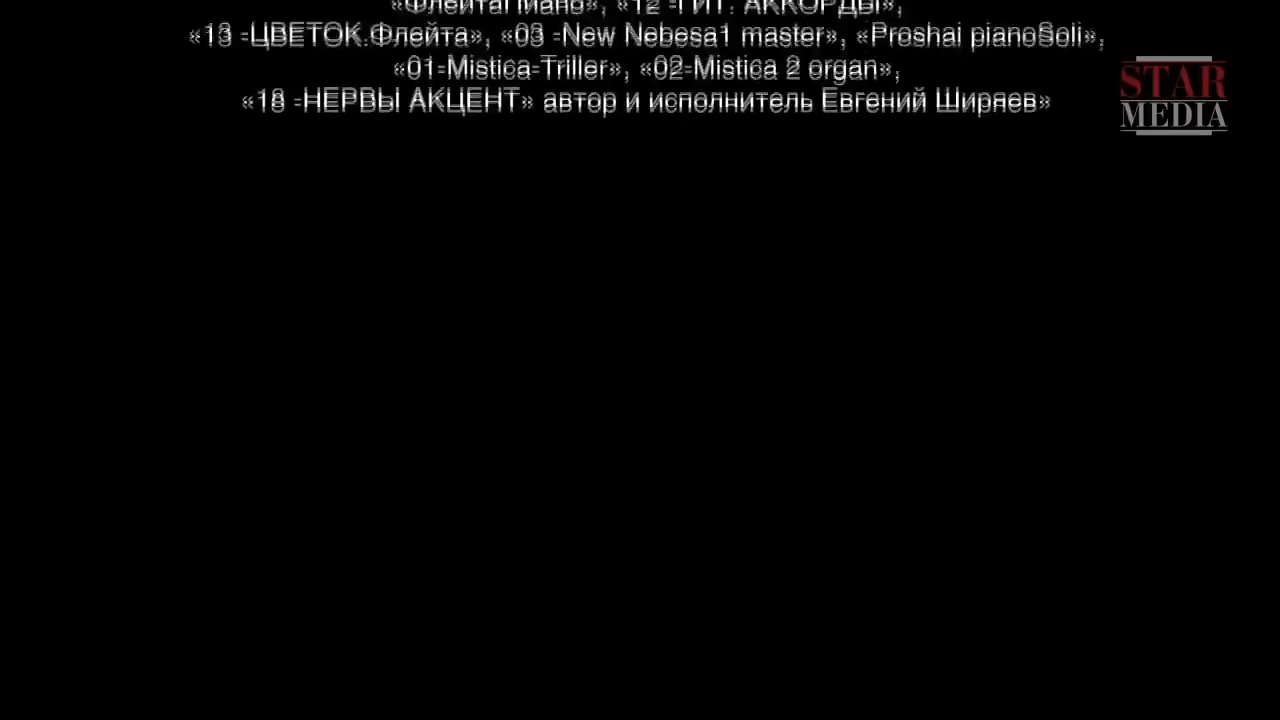 «ФлейтаПиано», «12 -ГИТ. АККОРДЫ»,
«13 -ЦВЕТОК.Флейта», «03 -New Nebesa1 master», «Proshai pianoSoli»,
«01-Mistica-Triller», «02-Mistica 2 organ»,
«18 -НЕРВЫ АКЦЕНТ» автор и исполнитель Евгений Ширяев»
STAR
MEDIA